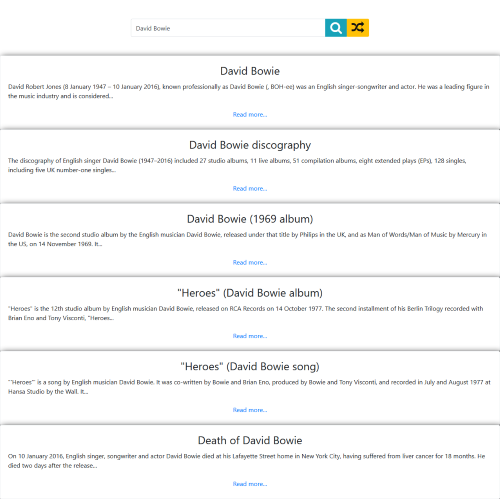 David Bowie
David Bowie
David Robert Jones (8 January 1947 – 10 January 2016), known professionally as David Bowie (, BOH-ee) was an English singer-songwriter and actor. He was a leading figure in
the music industry and is considered...
Read more...
David Bowie discography
The discography of English singer David Bowie (1947–2016) included 27 studio albums, 11 live albums, 51 compilation albums, eight extended plays (EPs), 128 singles,
including five UK number-one singles...
Read more...
David Bowie (1969 album)
David Bowie is the second studio album by the English musician David Bowie, released under that title by Philips in the UK, and as Man of Words/Man of Music by Mercury in
the US, on 14 November 1969. It...
Read more...
"Heroes" (David Bowie album)
"Heroes" is the 12th studio album by English musician David Bowie, released on RCA Records on 14 October 1977. The second installment of his Berlin Trilogy recorded with
Brian Eno and Tony Visconti, "Heroes...
Read more...
"Heroes" (David Bowie song)
"'Heroes'" is a song by English musician David Bowie. It was co-written by Bowie and Brian Eno, produced by Bowie and Tony Visconti, and recorded in July and August 1977 at
Hansa Studio by the Wall. It...
Read more...
Death of David Bowie
On 10 January 2016, English singer, songwriter and actor David Bowie died at his Lafayette Street home in New York City, having suffered from liver cancer for 18 months. He
died two days after the release...
Read more...